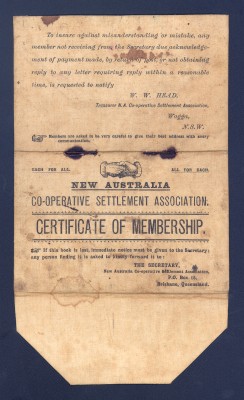 To insure against misunderstanding or mistake, any
member not receiving from the Secretary due acknowledge-
ment of payment made, by return of post, or not obtaining
reply to any letter requiring reply within a reasonable
time, is requested to notify
W. W. HEAD,
Treasurer N.A. Co-operative Settlement Association,
Wagga,
N.S.W.
Members are asked to be very careful to give their best address with every
communication.
EACH FOR ALL. ALL FOR EACH.
NEW AUSTRALIA
CO-OPERATIVE SETTLEMENT ASSOCIATION.
CERTIFICATE OF MEMBERSHIP.
If this book is lost, immediate notice must be given to the Secretary;
any person finding it is asked to kindly forward it to:
THE SECRETARY,
New Australia Co-operative Settlement Association,
P.O. Box
Brisbane, Queensland.